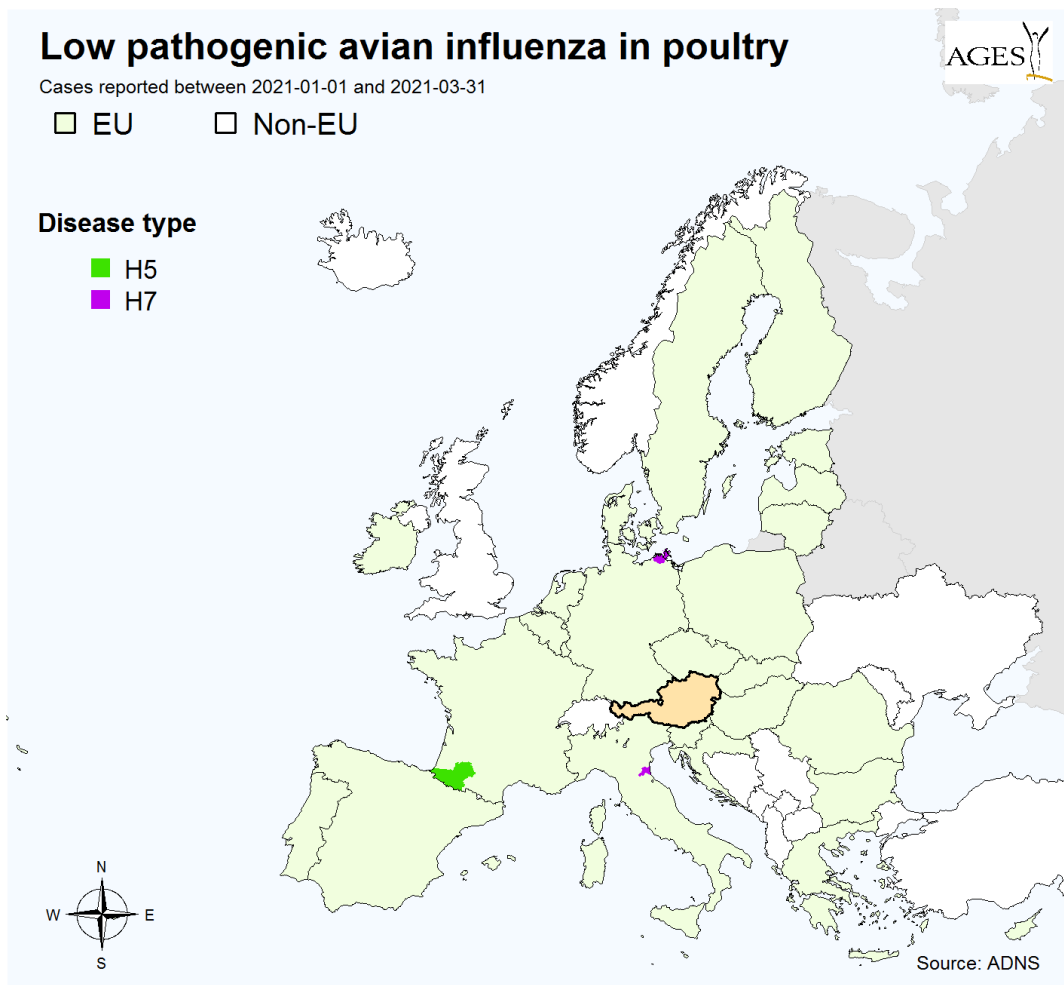 Low pathogenic avian influenza in poultry
Cases reported between 2021-01-01 and 2021-03-31
EU
Non-EU
AGES
Disease type
H5
H7
N
W
E
S
Source: ADNS